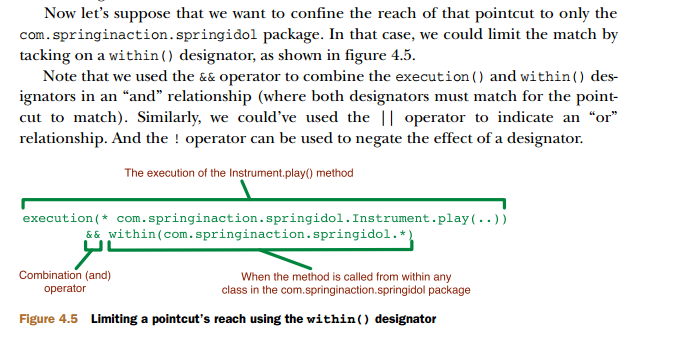 Now let's suppose that we want to confine the reach of that pointcut to only the
com.springinaction.springidol package. In that case, we could limit the match by
tacking on a within() designator, as shown in figure 4.5.
Note that we used the && operator to combine the execution() and within() des-
ignators in an “and” relationship (where both designators must match for the point-
cut to match). Similarly, we could've used the || operator to indicate an “or”
relationship. And the ! operator can be used to negate the effect of a designator.
The execution of the Instrument.play() method
execution(* com.springinaction.springidol.Instrument.play(..))
&& within(com.springinaction.springidol.*)
Combination (and)
operator
When the method is called from within any
class in the com.springinaction.springidol package
Figure 4.5 Limiting a pointcut's reach using the within() designator